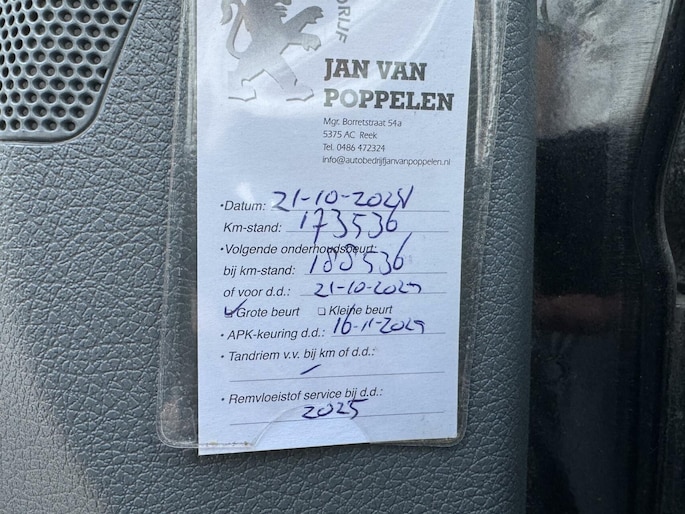 DRIJF
JAN VAN
POPPELEN
Mgr. Borretstraat 54a
5375 AC Reek
Tel. 0486 472324
info@autobedrijfjanvanpoppelen.nl
• Datum: 21-10-2024
Km-stand: 173536
• Volgende onderhoudsbeurt:
bij km-stand: 188536
of voor d.d.: 21-10-2025
Grote beurt Kleine beurt
• APK-keuring d.d.: 16-11-2025
• Tandriem v.v. bij km of d.d.:
• Remvloeistof service bij d.d.:
2025